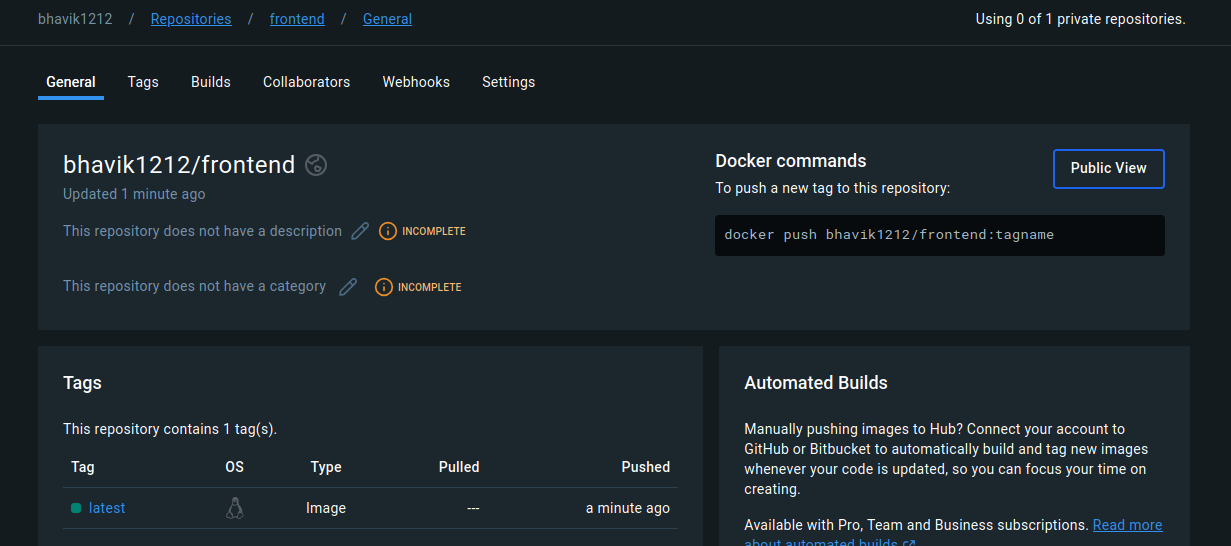 bhavik1212 / Repositories / frontend / General
Using 0 of 1 private repositories.
General Tags Builds Collaborators Webhooks Settings
bhavik1212/frontend
Updated 1 minute ago
This repository does not have a description INCOMPLETE
This repository does not have a category INCOMPLETE
Docker commands
To push a new tag to this repository:
Public View
docker push bhavik1212/frontend:tagname
Tags
This repository contains 1 tag(s).
Tag OS Type Pulled Pushed
latest Image --- a minute ago
Automated Builds
Manually pushing images to Hub? Connect your account to
GitHub or Bitbucket to automatically build and tag new images
whenever your code is updated, so you can focus your time on
creating.
Available with Pro, Team and Business subscriptions. Read more
about automated builds